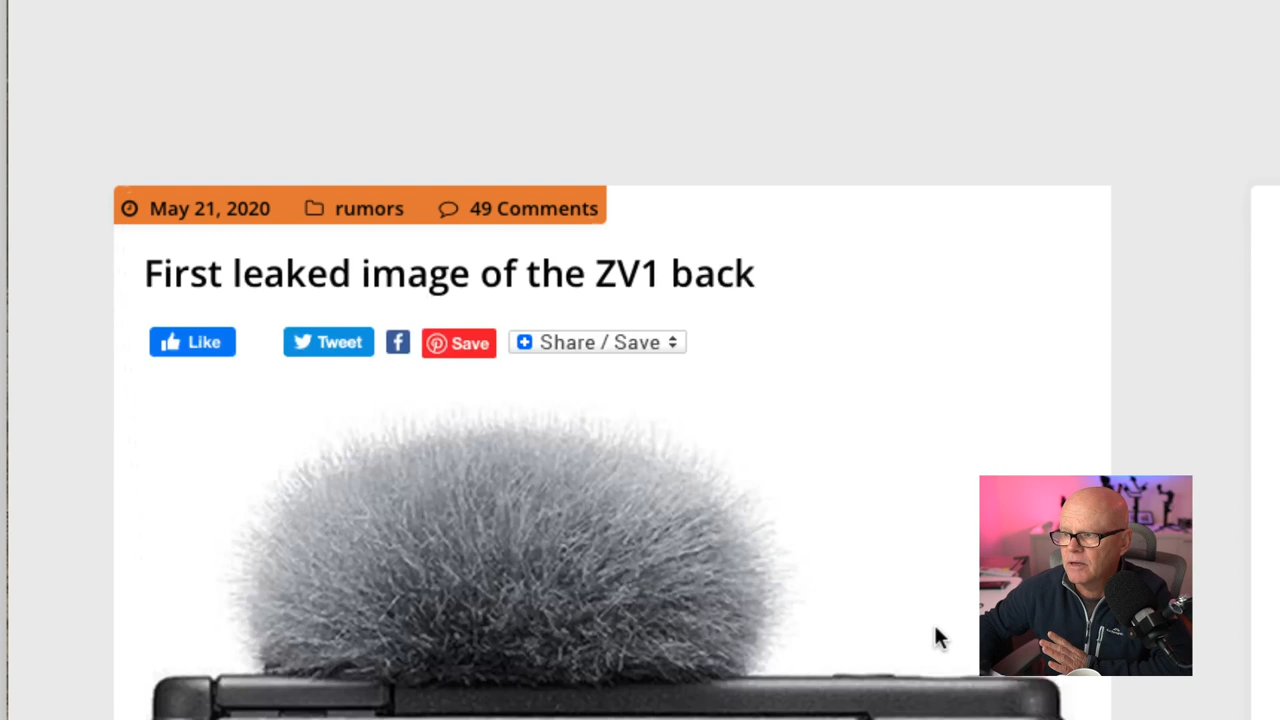 May 21, 2020 rumors 49 Comments
First leaked image of the ZV1 back
Like Tweet Save Share / Save